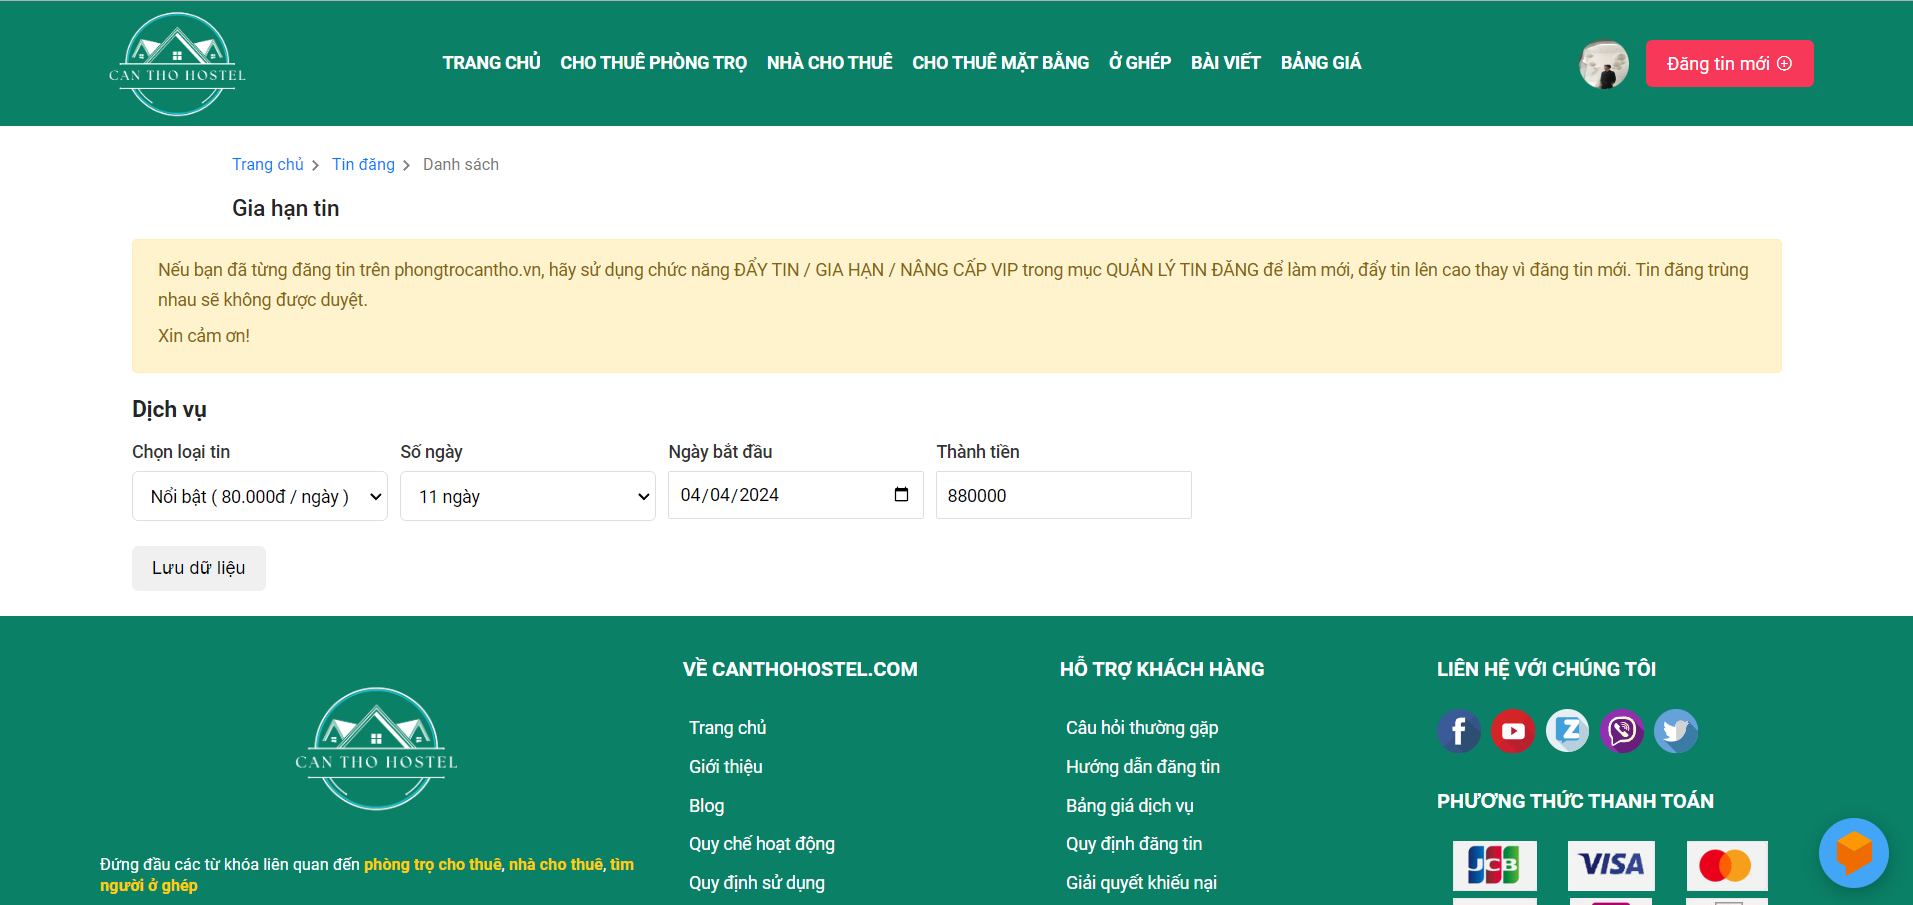 CAN THO HOSTEL
TRANG CHỦ CHO THUÊ PHÒNG TRỌ NHÀ CHO THUÊ CHO THUÊ MẶT BẰNG Ở GHÉP BÀI VIẾT BẢNG GIÁ
Đăng tin mới
Trang chủ Tin đăng Danh sách
Gia hạn tin
Nếu bạn đã từng đăng tin trên phongtrocantho.vn, hãy sử dụng chức năng ĐẨY TIN / GIA HẠN / NÂNG CẤP VIP trong mục QUẢN LÝ TIN ĐĂNG để làm mới, đẩy tin lên cao thay vì đăng tin mới. Tin đăng trùng
nhau sẽ không được duyệt.
Xin cảm ơn!
Dịch vụ
Chọn loại tin Số ngày Ngày bắt đầu Thành tiền
Nổi bật ( 80.000đ / ngày ) 11 ngày 04/04/2024 880000
Lưu dữ liệu
CAN THO HOSTEL
Đứng đầu các từ khóa liên quan đến phòng trọ cho thuê, nhà cho thuê, tìm
người ở ghép
VỀ CANTHOHOSTEL.COM
Trang chủ
Giới thiệu
Blog
Quy chế hoạt động
Quy định sử dụng
HỖ TRỢ KHÁCH HÀNG
Câu hỏi thường gặp
Hướng dẫn đăng tin
Bảng giá dịch vụ
Quy định đăng tin
Giải quyết khiếu nại
LIÊN HỆ VỚI CHÚNG TÔI
PHƯƠNG THỨC THANH TOÁN
JCB VISA